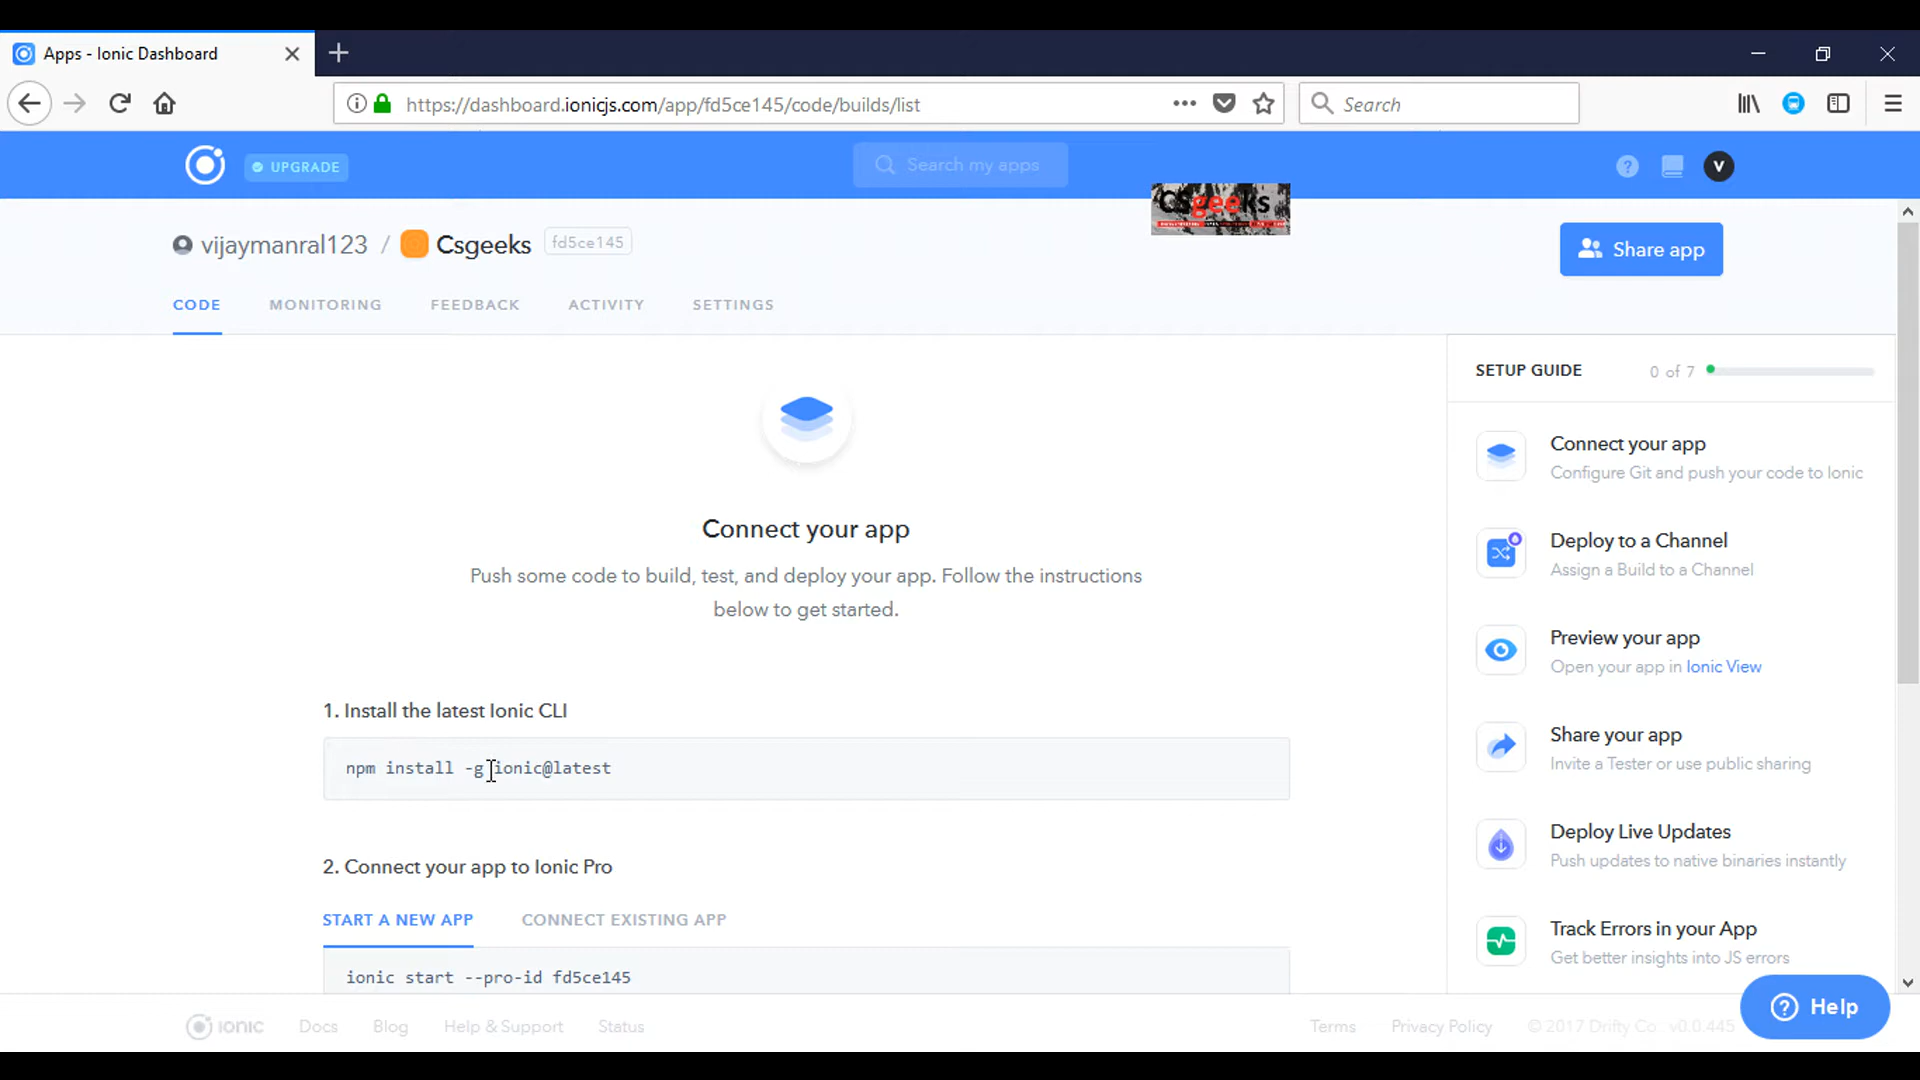 Apps - Ionic Dashboard
https://dashboard.ionicjs.com/app/fd5ce145/code/builds/list
Search
UPGRADE
Search my apps
V
CSgeeks
vijaymanral123 / Csgeeks fd5ce145
Share app
CODE MONITORING FEEDBACK ACTIVITY SETTINGS
Connect your app
Push some code to build, test, and deploy your app. Follow the instructions
below to get started.
1. Install the latest Ionic CLI
npm install -g ionic@latest
2. Connect your app to Ionic Pro
START A NEW APP CONNECT EXISTING APP
ionic start --pro-id fd5ce145
SETUP GUIDE 0 of 7
Connect your app
Configure Git and push your code to Ionic
Deploy to a Channel
Assign a Build to a Channel
Preview your app
Open your app in Ionic View
Share your app
Invite a Tester or use public sharing
Deploy Live Updates
Push updates to native binaries instantly
Track Errors in your App
Get better insights into JS errors
Help
IONIC Docs Blog Help & Support Status
Terms Privacy Policy © 2017 Drifty Co. v0.0.445